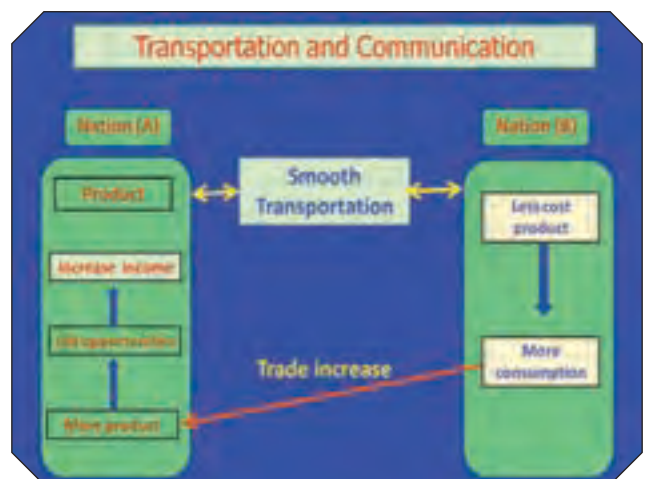 Transportation and Communication
Nation (A)
Nation (B)
Product
Smooth
Transportation
Less cost
product
Increase income
Job opportunities
More
consumption
Trade increase
More product